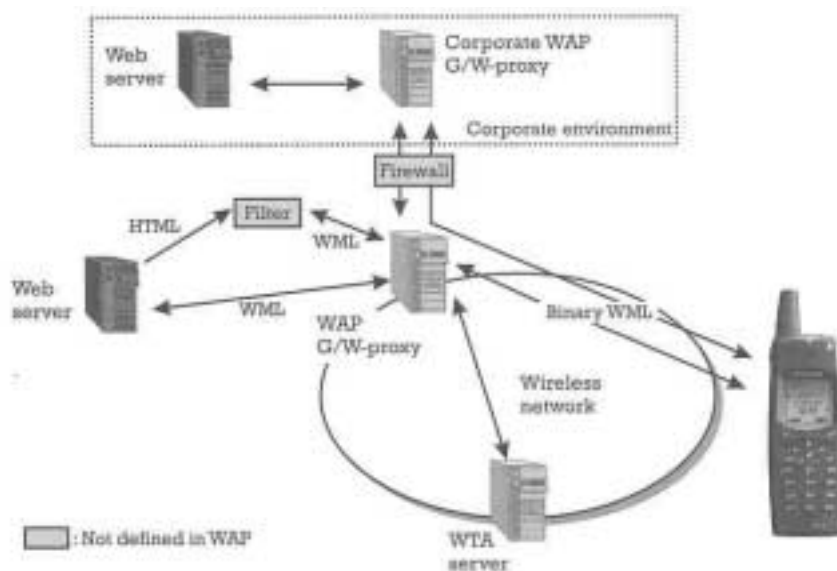 Web
server
Corporate WAP
G/W-proxy
Corporate environment
Firewall
Filter
HTML
WML
Web
server
WML
WAP
G/W-proxy
Binary WML
Wireless
network
: Not defined in WAP
WTA
server